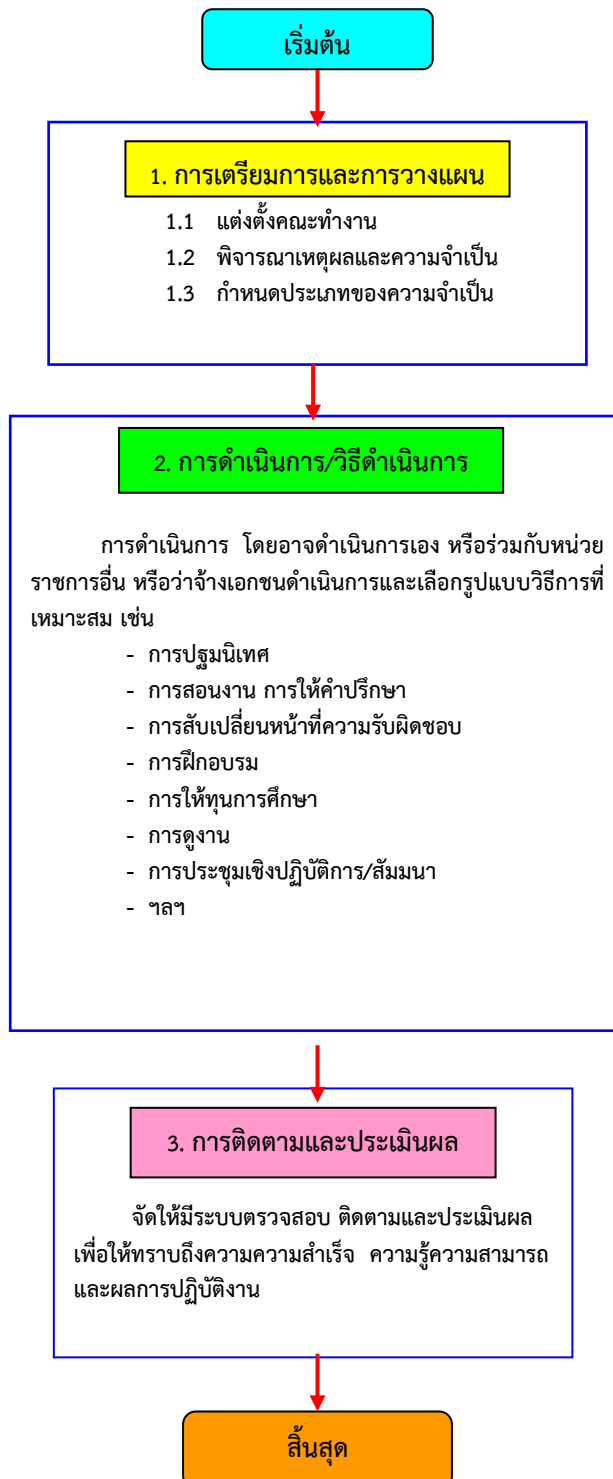 เริ่มต้น
1. การเตรียมการและการวางแผน
1.1 แต่งตั้งคณะทำงาน
1.2 พิจารณาเหตุผลและความจำเป็น
1.3 กำหนดประเภทของความจำเป็น
2. การดำเนินการ/วิธีดำเนินการ
การดำเนินการ โดยอาจดำเนินการเอง หรือร่วมกับหน่วย
ราชการอื่น หรือว่าจ้างเอกชนดำเนินการและเลือกรูปแบบวิธีการที่
เหมาะสม เช่น
- การปฐมนิเทศ
- การสอนงาน การให้คำปรึกษา
- การสับเปลี่ยนหน้าที่ความรับผิดชอบ
- การฝึกอบรม
- การให้ทุนการศึกษา
- การดูงาน
- การประชุมเชิงปฏิบัติการ/สัมมนา
- ฯลฯ
3. การติดตามและประเมินผล
จัดให้มีระบบตรวจสอบ ติดตามและประเมินผล
เพื่อให้ทราบถึงความความสำเร็จ ความรู้ความสามารถ
และผลการปฏิบัติงาน
สิ้นสุด